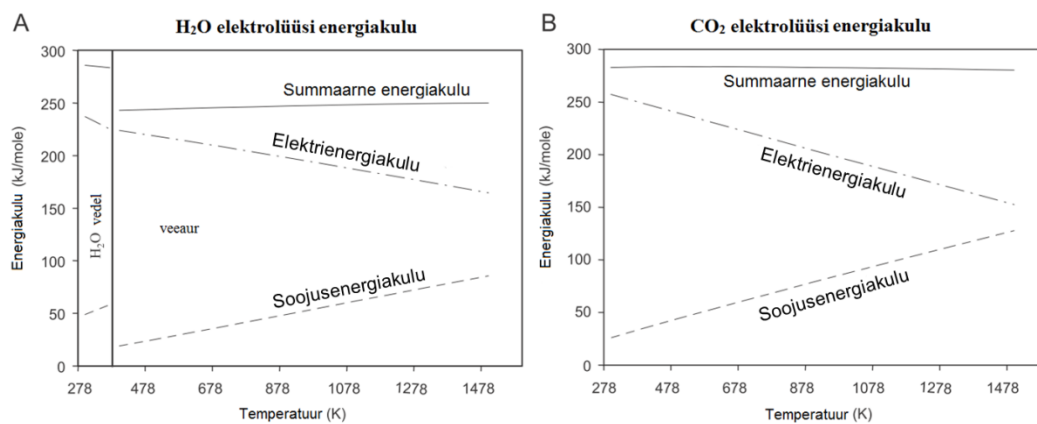 A
H₂O elektrolüüsi energiakulu
300
250
200
150
100
50
0
Energiakulu (kJ/mole)
H₂O vedel
veeaur
Summaarne energiakulu
Elektrienergiakulu
Soojusenergiakulu
278 478 678 878 1078 1278 1478
Temperatuur (K)
B
CO₂ elektrolüüsi energiakulu
300
250
200
150
100
50
0
Energiakulu (kJ/mole)
Summaarne energiakulu
Elektrienergiakulu
Soojusenergiakulu
278 478 678 878 1078 1278 1478
Temperatuur (K)